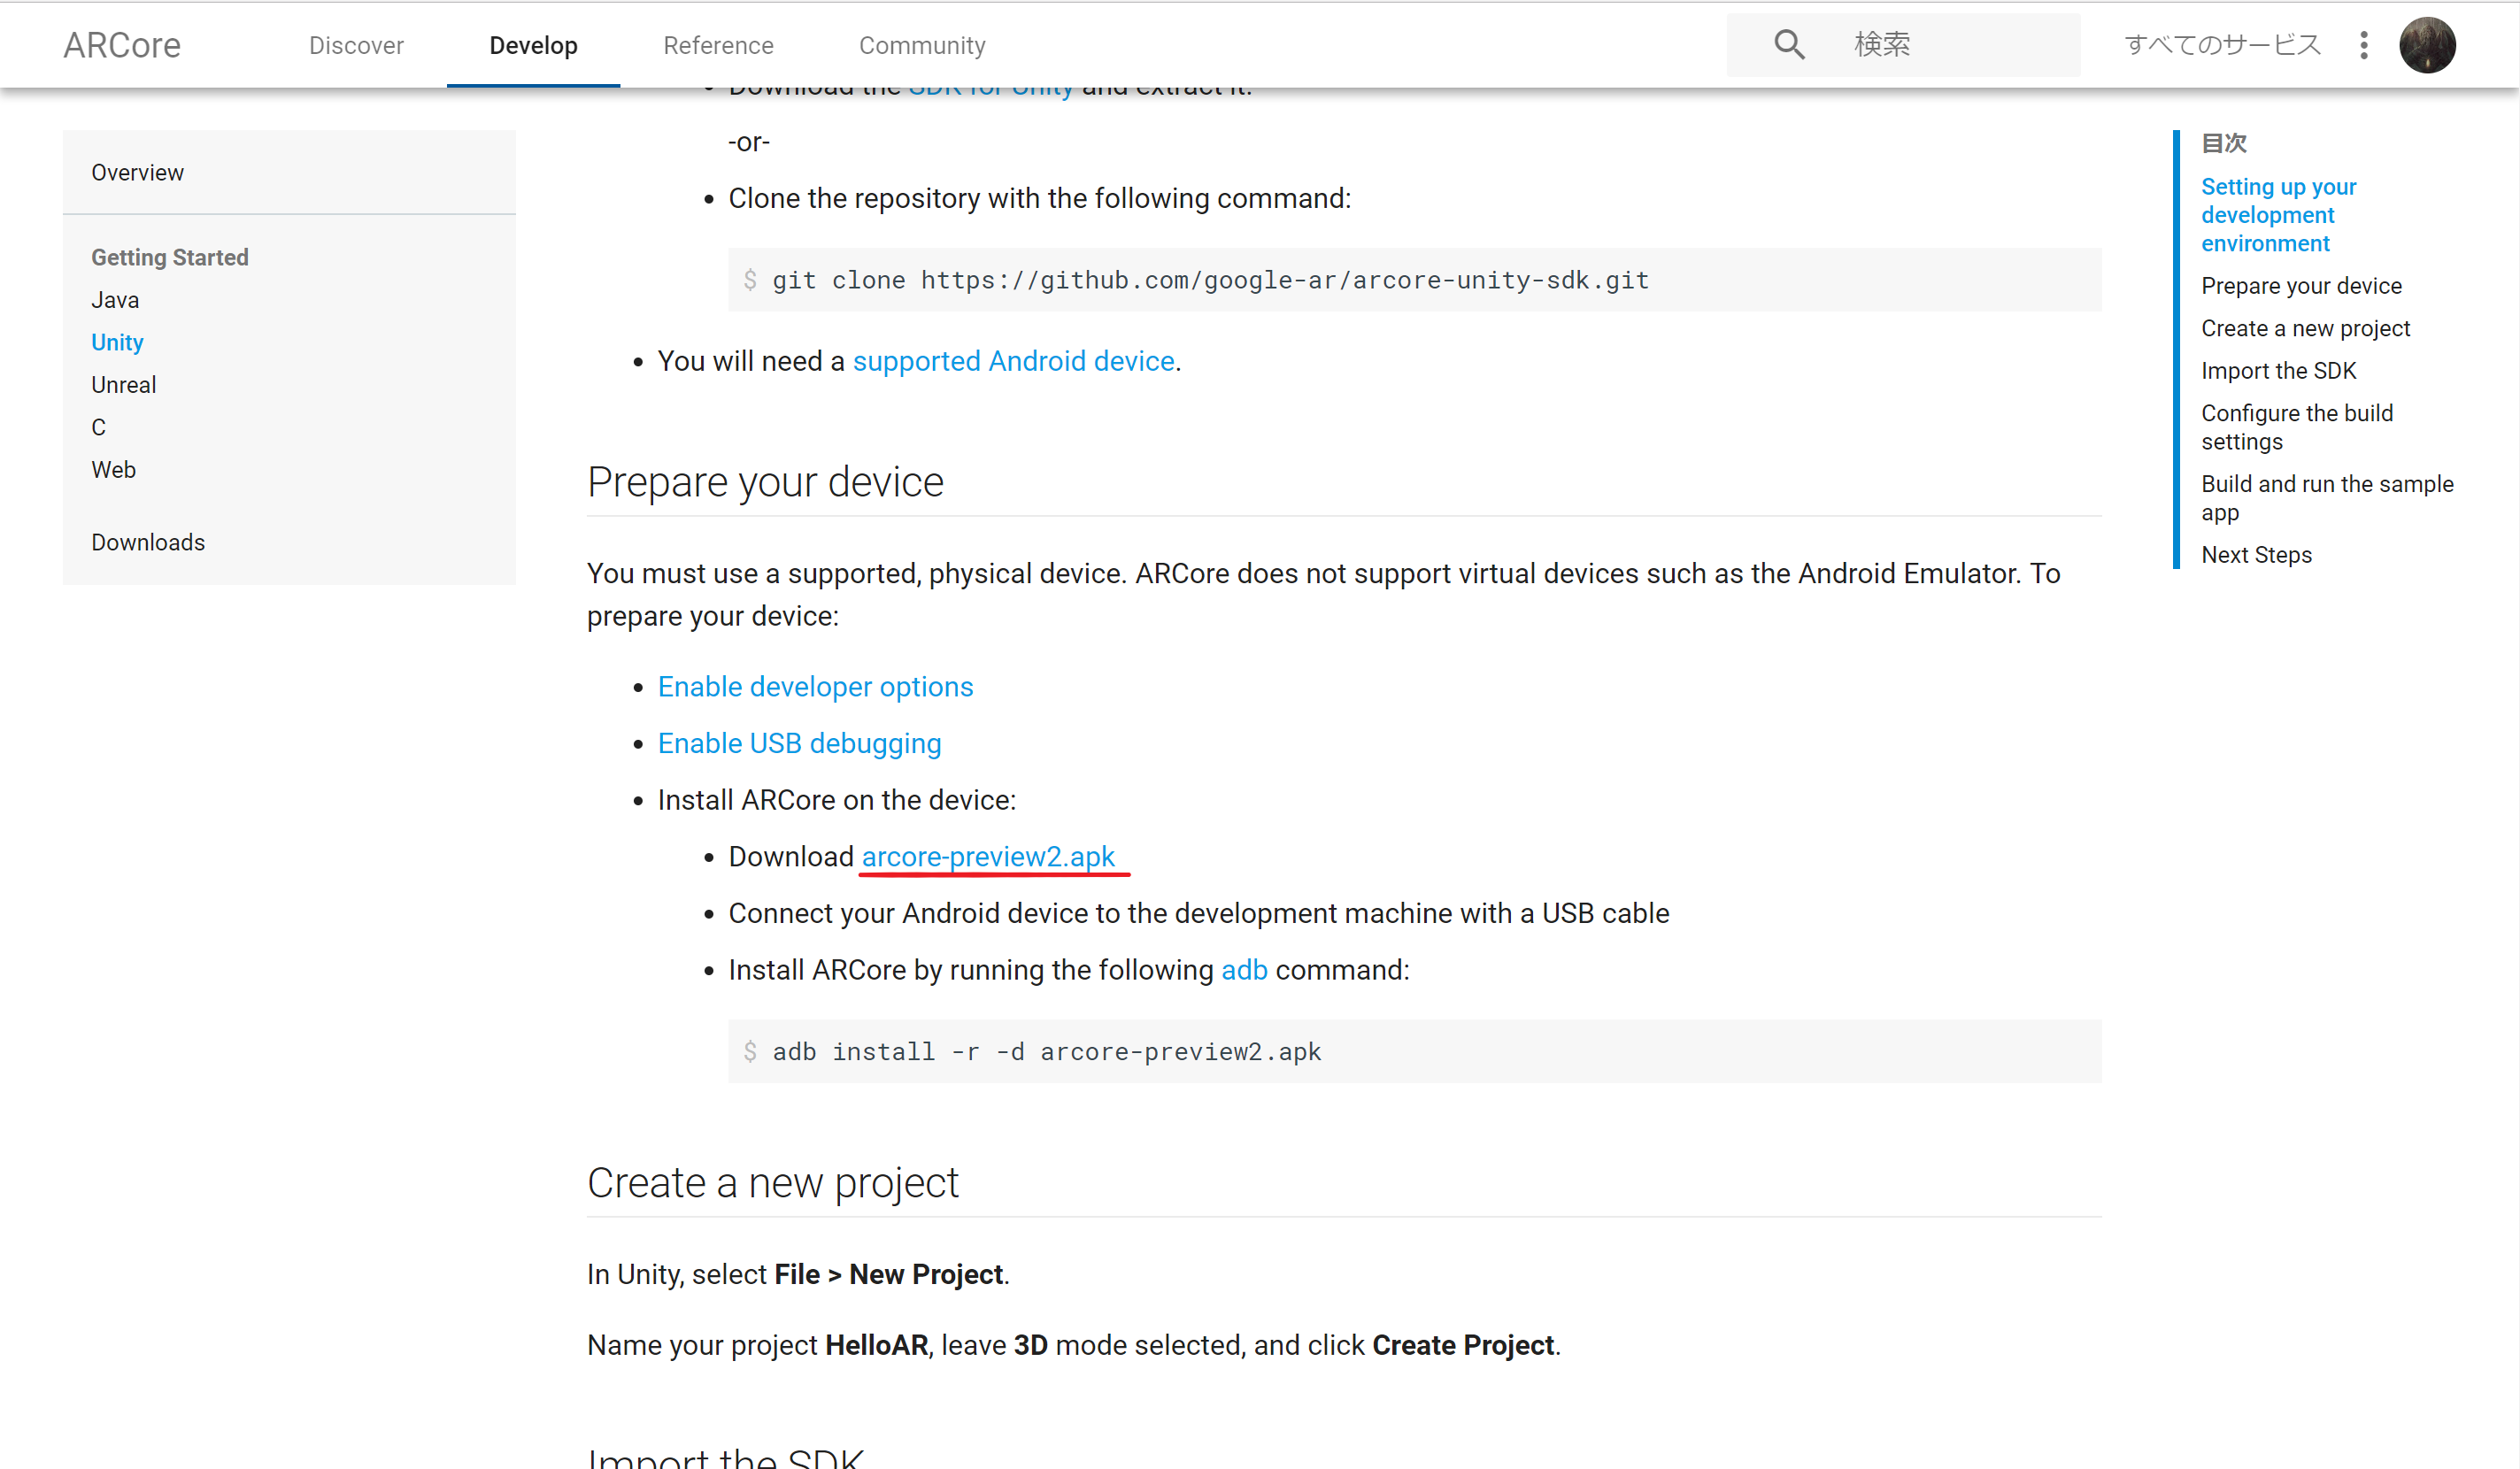 ARCore
Discover
Develop
Reference
Community
検索
すべてのサービス
Download the SDK for Unity and extract it.
-or-
Overview
Getting Started
Java
Unity
Unreal
C
Web
Downloads
Clone the repository with the following command:
$ git clone https://github.com/google-ar/arcore-unity-sdk.git
You will need a supported Android device.
Prepare your device
You must use a supported, physical device. ARCore does not support virtual devices such as the Android Emulator. To
prepare your device:
Enable developer options
Enable USB debugging
Install ARCore on the device:
Download arcore-preview2.apk
Connect your Android device to the development machine with a USB cable
Install ARCore by running the following adb command:
$ adb install -r -d arcore-preview2.apk
Create a new project
In Unity, select File > New Project.
Name your project HelloAR, leave 3D mode selected, and click Create Project.
Import the SDK
目次
Setting up your
development
environment
Prepare your device
Create a new project
Import the SDK
Configure the build
settings
Build and run the sample
app
Next Steps